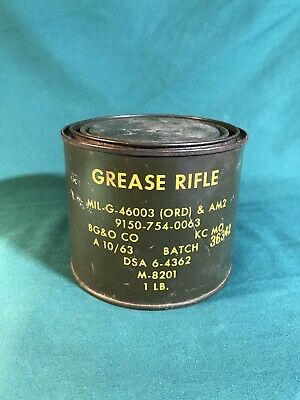 GREASE RIFLE
MIL-G-46003 (ORD) & AM2
9150-754-0063
BG&O CO KC MO
A 10/63 BATCH
DSA 6-4362
M-8201
1 LB.